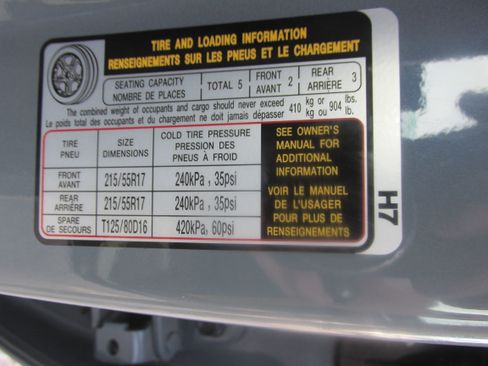 TIRE AND LOADING INFORMATION
RENSEIGNEMENTS SUR LES PNEUS ET LE CHARGEMENT
SEATING CAPACITY
NOMBRE DE PLACES
TOTAL 5
FRONT
AVANT
2
REAR
ARRIÈRE
3
The combined weight of occupants and cargo should never exceed
Le poids total des occupants et du chargement ne doit jamais dépasser
410 kg or 904 lbs.
kg ou lb.
TIRE
PNEU
SIZE
DIMENSIONS
COLD TIRE PRESSURE
PRESSION DES
PNEUS À FROID
FRONT
AVANT
215/55R17
240kPa , 35psi
REAR
ARRIÈRE
215/55R17
240kPa , 35psi
SPARE
DE SECOURS
T125/80D16
420kPa, 60psi
SEE OWNER'S
MANUAL FOR
ADDITIONAL
INFORMATION
VOIR LE MANUEL
DE L'USAGER
POUR PLUS DE
RENSEIGNEMENTS
H7